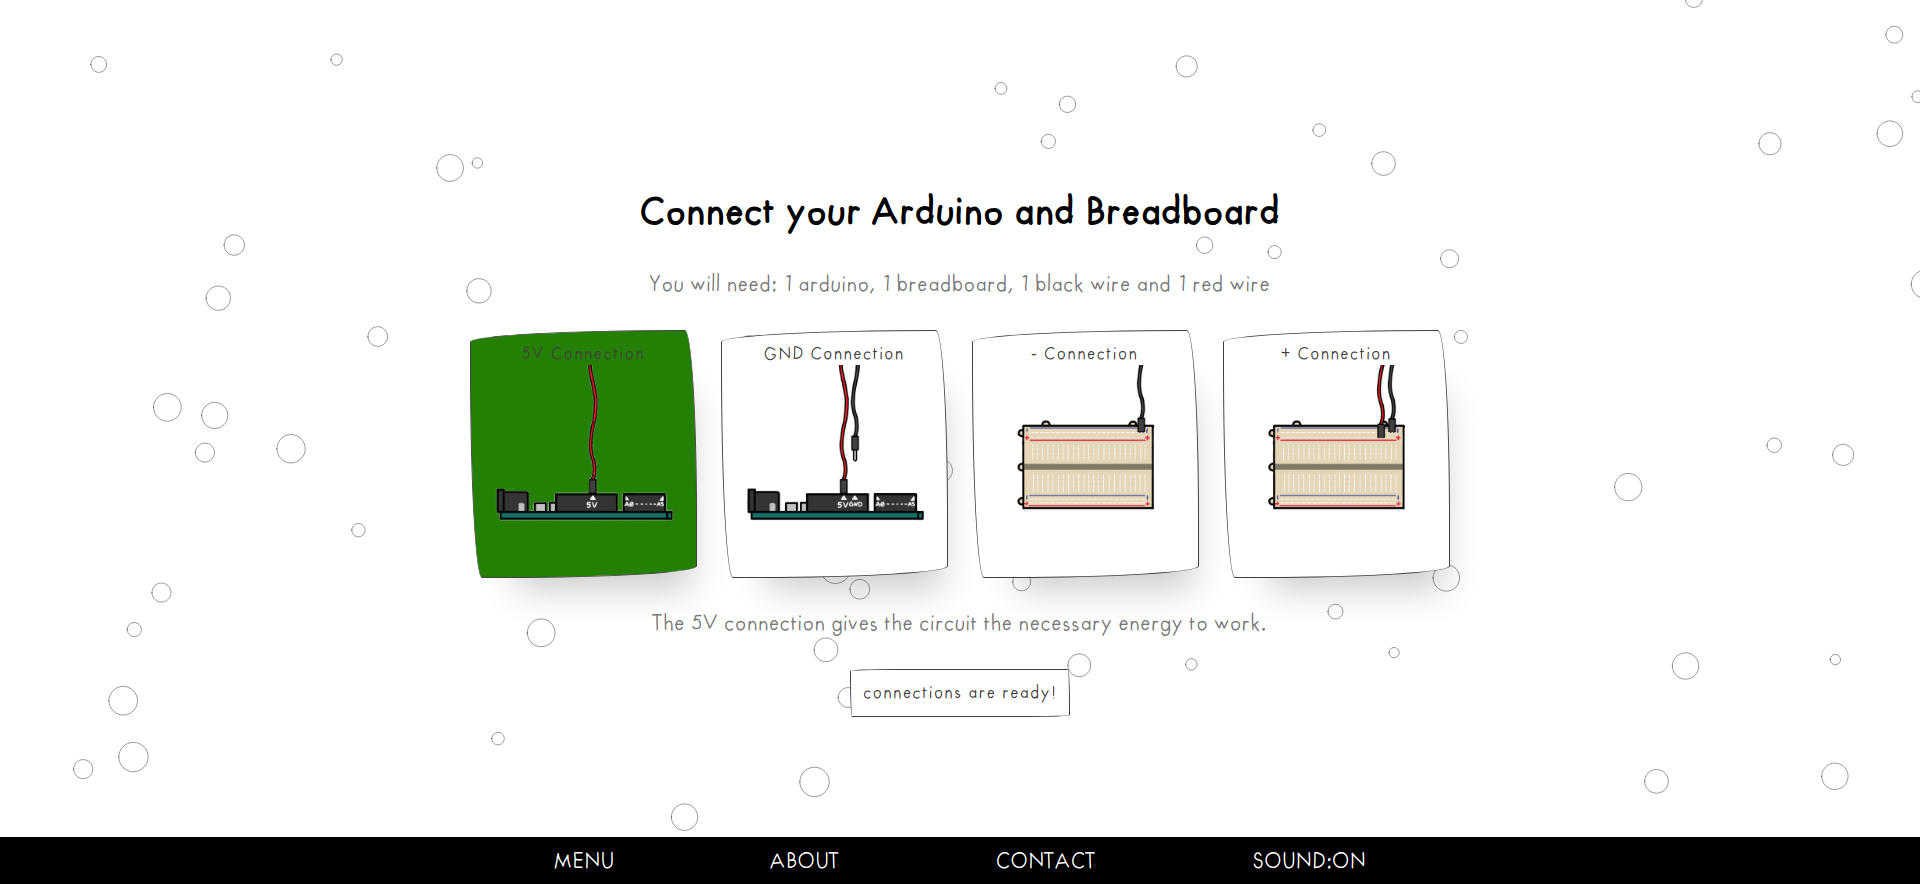 Connect your Arduino and Breadboard
You will need: 1 arduino, 1 breadboard, 1 black wire and 1 red wire
5V Connection
5V
A0 ------ A5
GND Connection
5V GND
A0 ------ A5
- Connection
+ Connection
The 5V connection gives the circuit the necessary energy to work.
connections are ready!
MENU
ABOUT
CONTACT
SOUND:ON